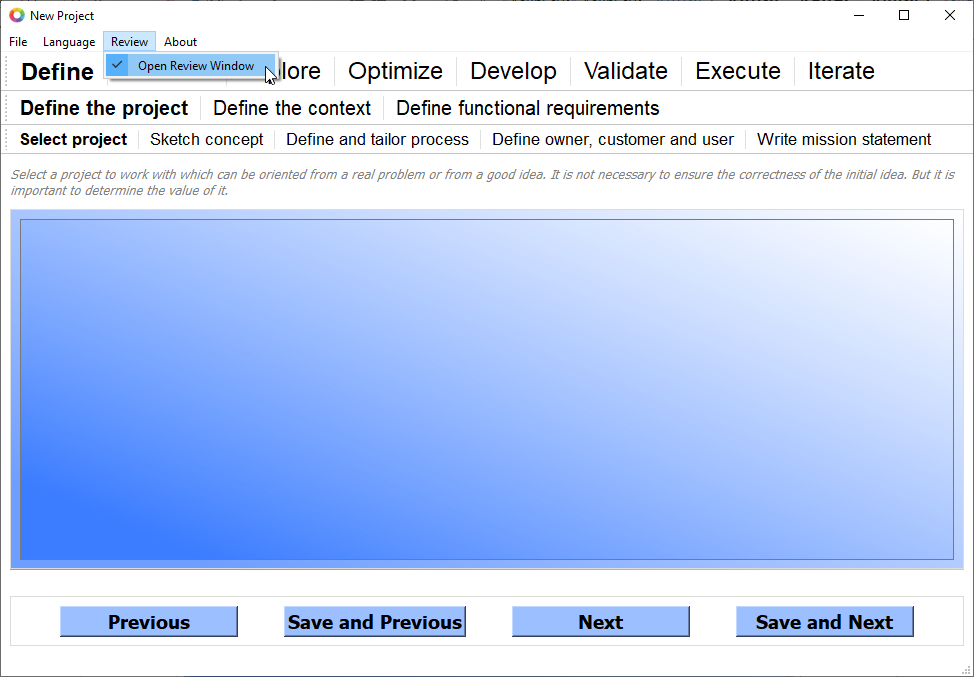 New Project
File Language Review About
Open Review Window
Define Optimize Develop Validate Execute Iterate
Define the project Define the context Define functional requirements
Select project Sketch concept Define and tailor process Define owner, customer and user Write mission statement
Select a project to work with which can be oriented from a real problem or from a good idea. It is not necessary to ensure the correctness of the initial idea. But it is
important to determine the value of it.
Previous Save and Previous Next Save and Next